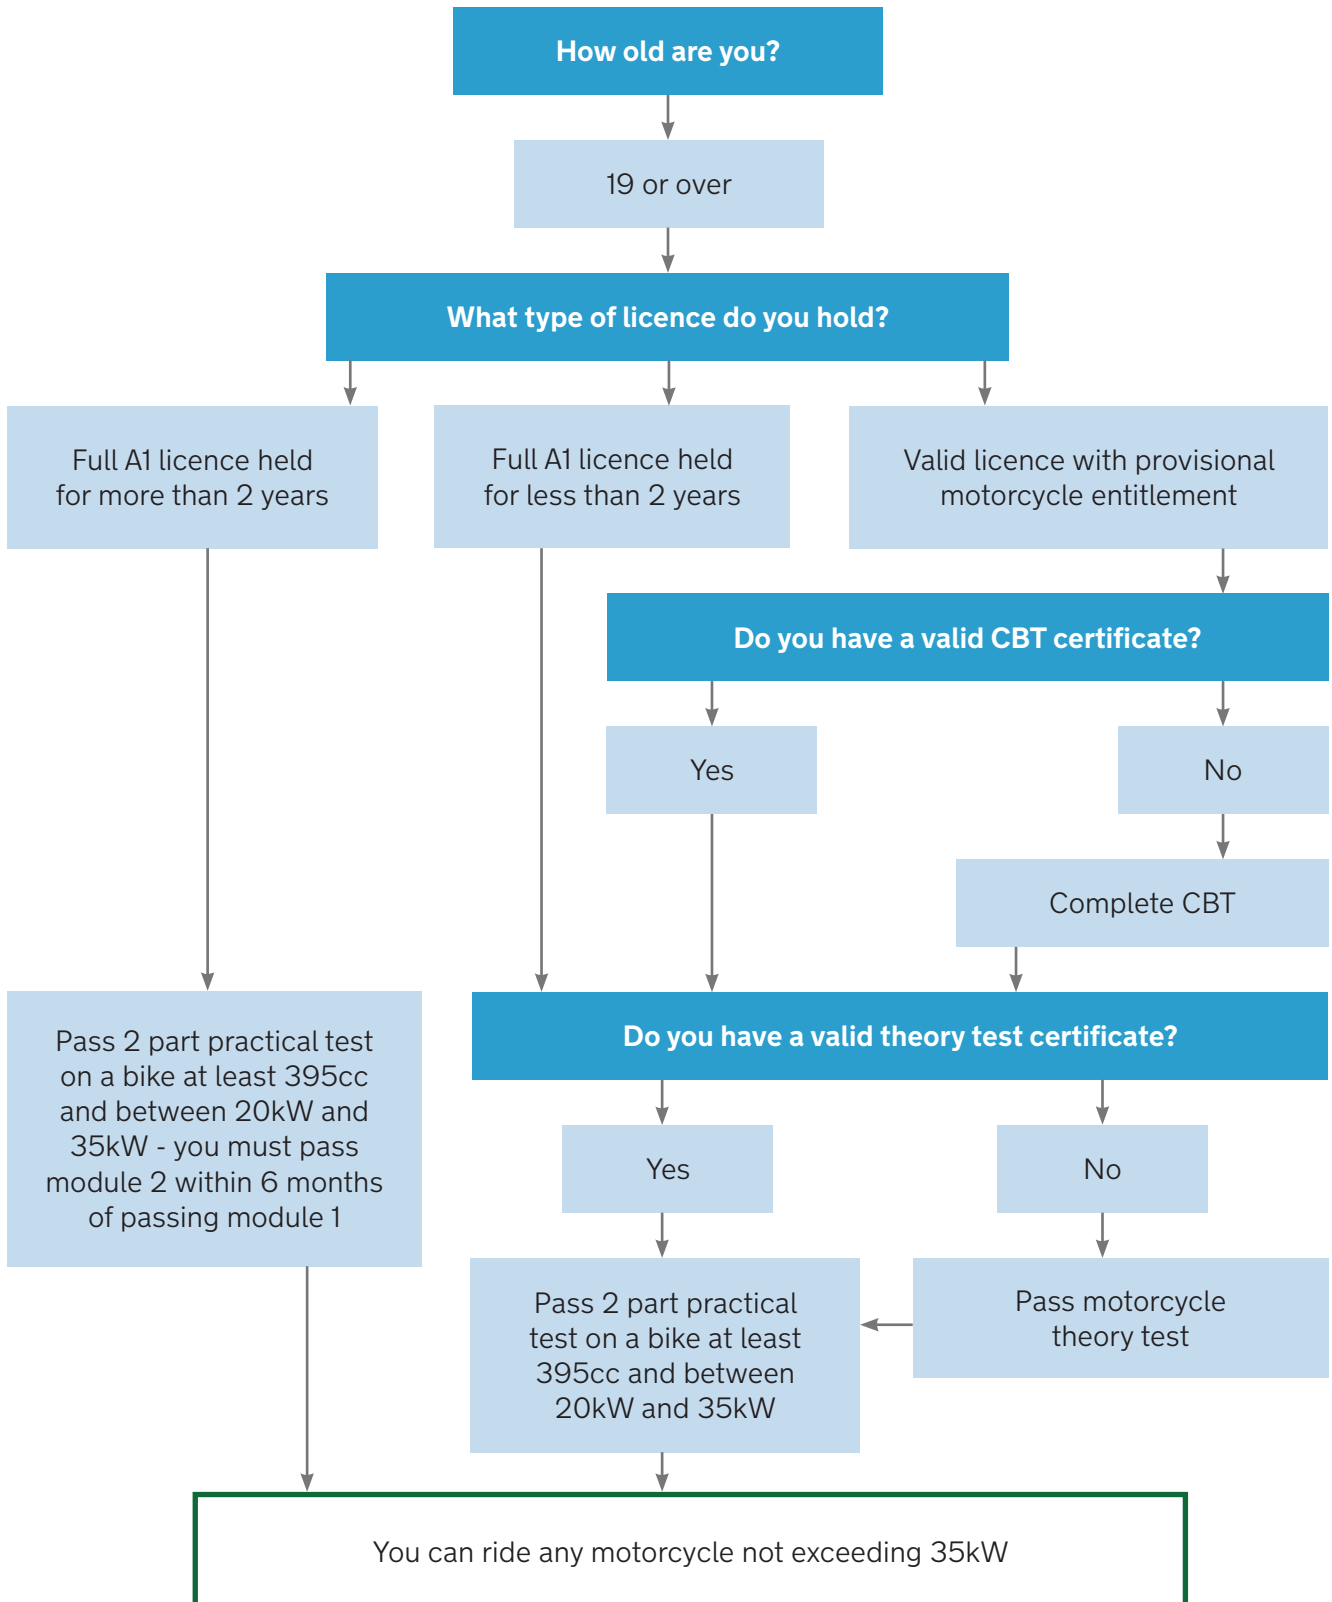 How old are you?
19 or over
What type of licence do you hold?
Full A1 licence held
for more than 2 years
Full A1 licence held
for less than 2 years
Valid licence with provisional
motorcycle entitlement
Do you have a valid CBT certificate?
Yes
No
Complete CBT
Pass 2 part practical test
on a bike at least 395cc
and between 20kW and
35kW - you must pass
module 2 within 6 months
of passing module 1
Do you have a valid theory test certificate?
Yes
No
Pass 2 part practical
test on a bike at least
395cc and between
20kW and 35kW
Pass motorcycle
theory test
You can ride any motorcycle not exceeding 35kW